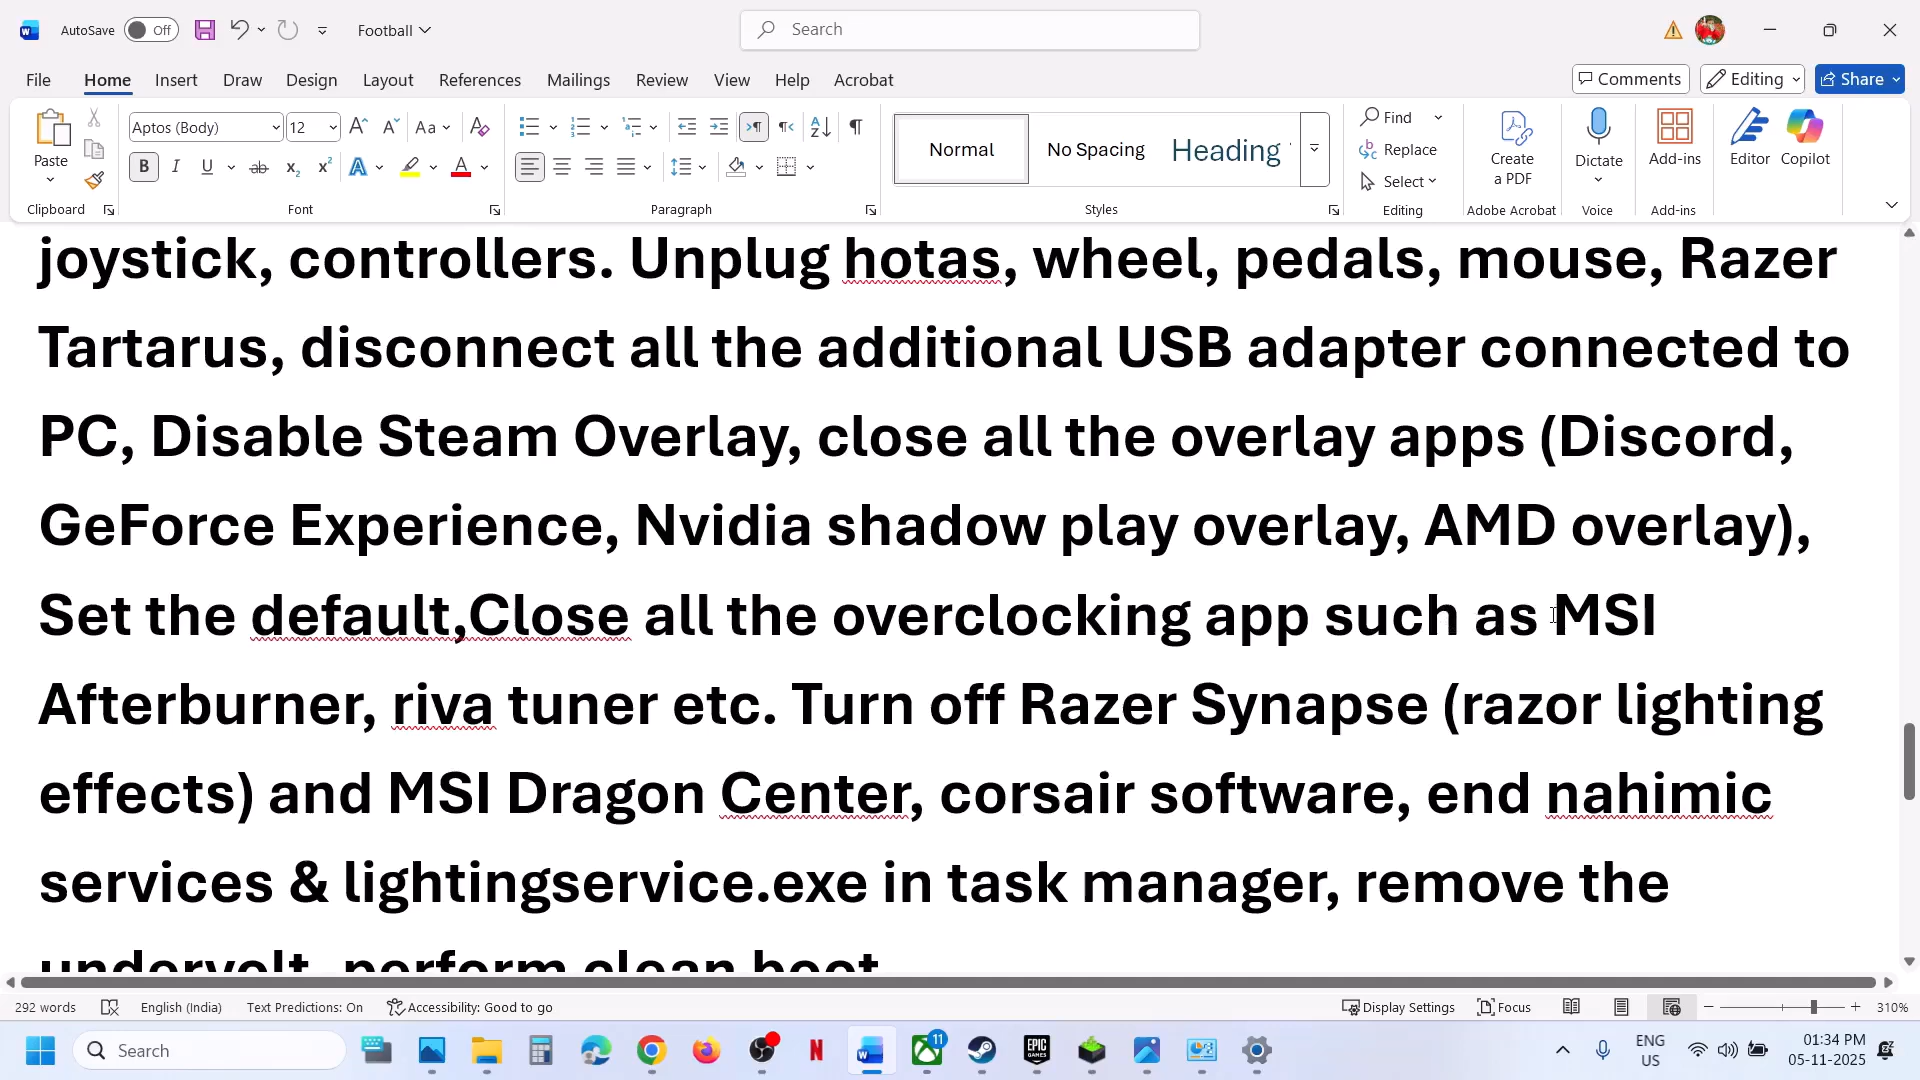 AutoSave Off Football Search
File Home Insert Draw Design Layout References Mailings Review View Help Acrobat Comments Editing Share
Paste Aptos (Body) 12 Aa Normal No Spacing Heading Find Replace Select Create a PDF Dictate Add-ins Editor Copilot
Clipboard Font Paragraph Styles Editing Adobe Acrobat Voice Add-ins
joystick, controllers. Unplug hotas, wheel, pedals, mouse, Razer
Tartarus, disconnect all the additional USB adapter connected to
PC, Disable Steam Overlay, close all the overlay apps (Discord,
GeForce Experience, Nvidia shadow play overlay, AMD overlay),
Set the default,Close all the overclocking app such as MSI
Afterburner, riva tuner etc. Turn off Razer Synapse (razor lighting
effects) and MSI Dragon Center, corsair software, end nahimic
services & lightingservice.exe in task manager, remove the
undervolt, perform clean boot
292 words English (India) Text Predictions: On Accessibility: Good to go Display Settings Focus 310%
Search 11 ENG US 01:34 PM 05-11-2025